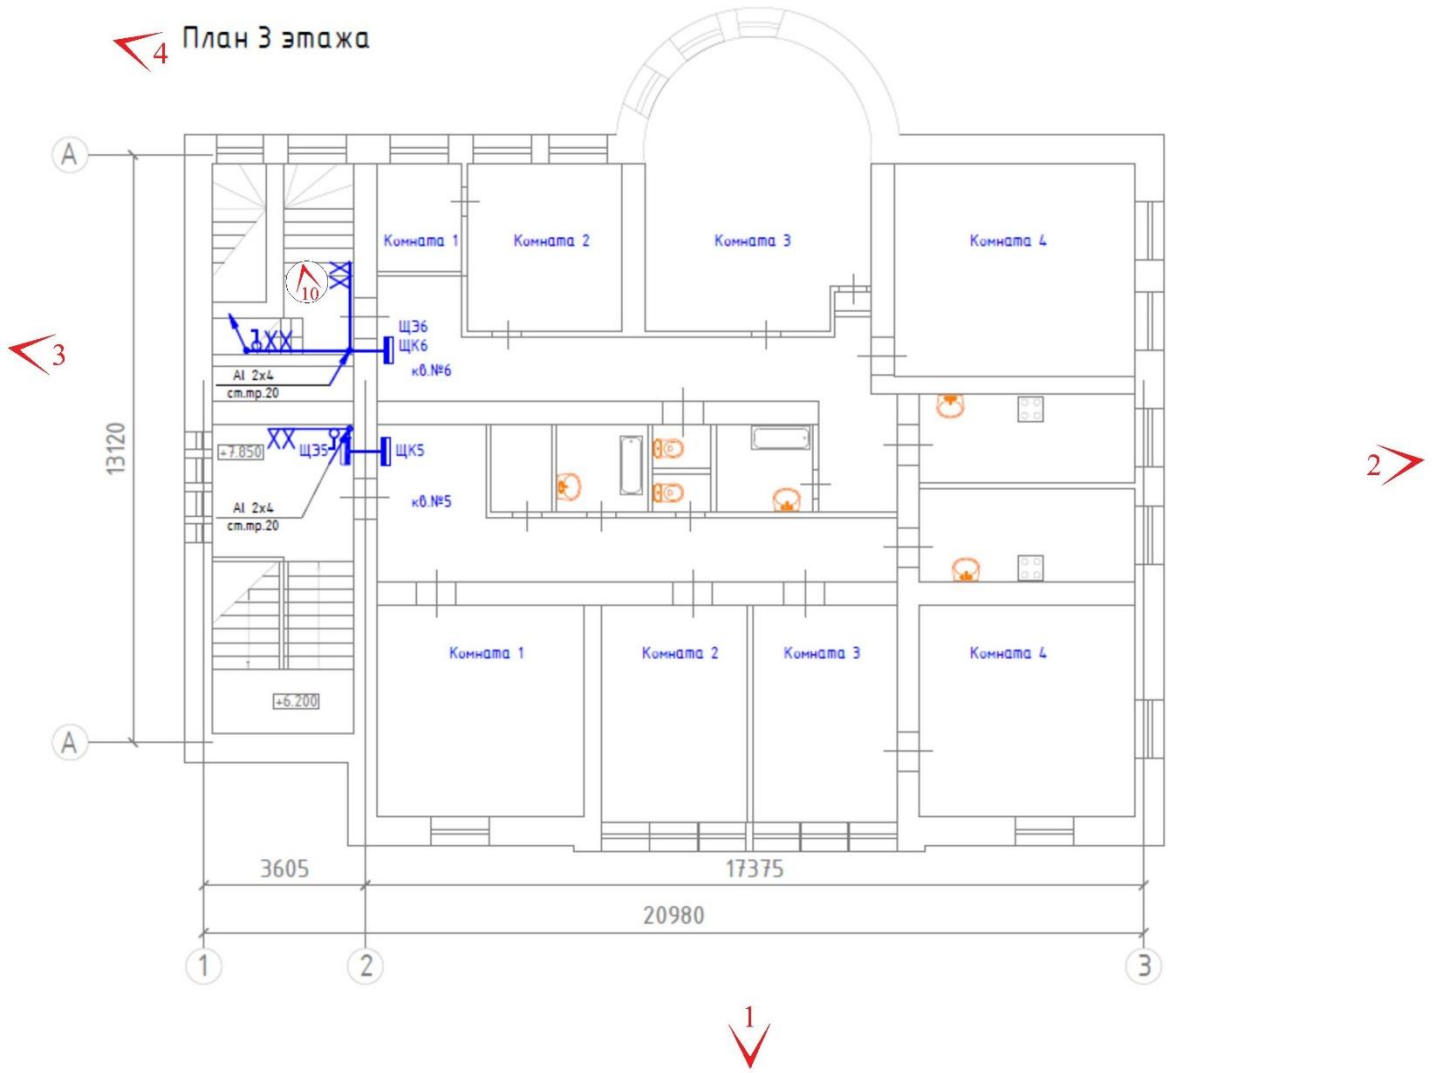 4
План 3 этажа
А
Комната 1
Комната 2
Комната 3
Комната 4
10
ЩЭ6
ЩК6
3
кв.№6
Al 2х4
ст.тр.20
13120
+7.850
ЩЭ5
ЩК5
2
кв.№5
Al 2х4
ст.тр.20
Комната 1
Комната 2
Комната 3
Комната 4
+6.200
А
3605
17375
20980
1
2
3
1